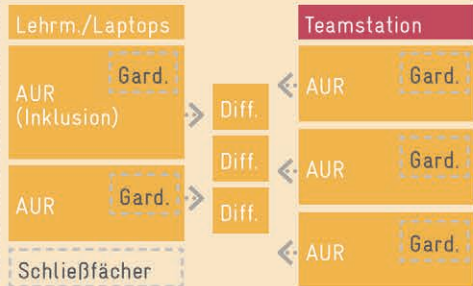 Lehrm./Laptops
Gard.
AUR
(Inklusion)
Gard.
AUR
Schließfächer
Diff.
Diff.
Diff.
Teamstation
Gard.
AUR
Gard.
AUR
Gard.
AUR